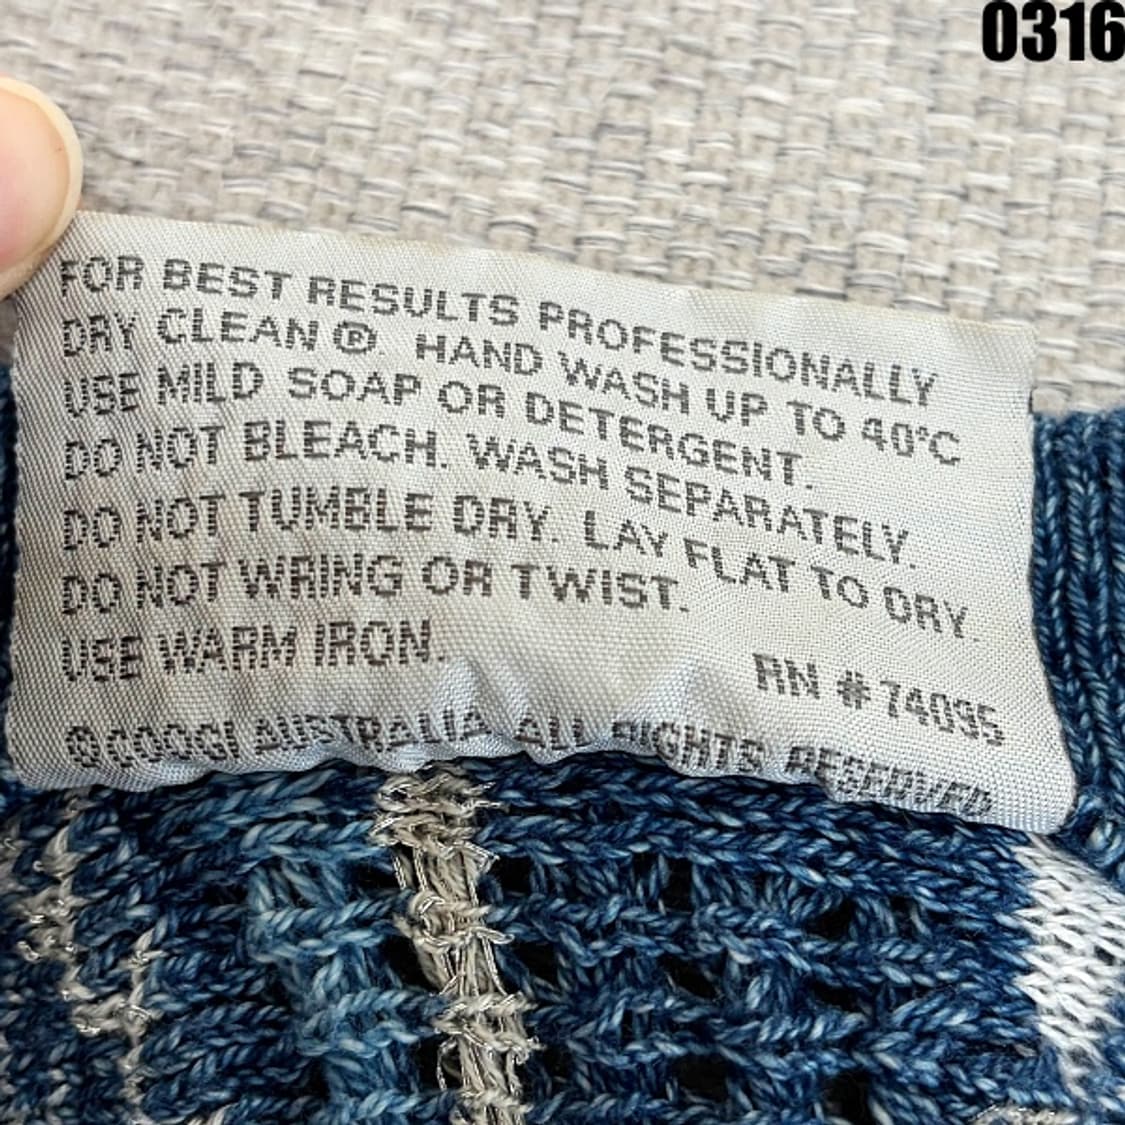 0316
FOR BEST RESULTS PROFESSIONALLY
DRY CLEAN Ⓟ. HAND WASH UP TO 40°C
USE MILD SOAP OR DETERGENT.
DO NOT BLEACH. WASH SEPARATELY.
DO NOT TUMBLE DRY. LAY FLAT TO DRY.
DO NOT WRING OR TWIST.
USE WARM IRON.
RN # 74095
© COOGI AUSTRALIA ALL RIGHTS RESERVED